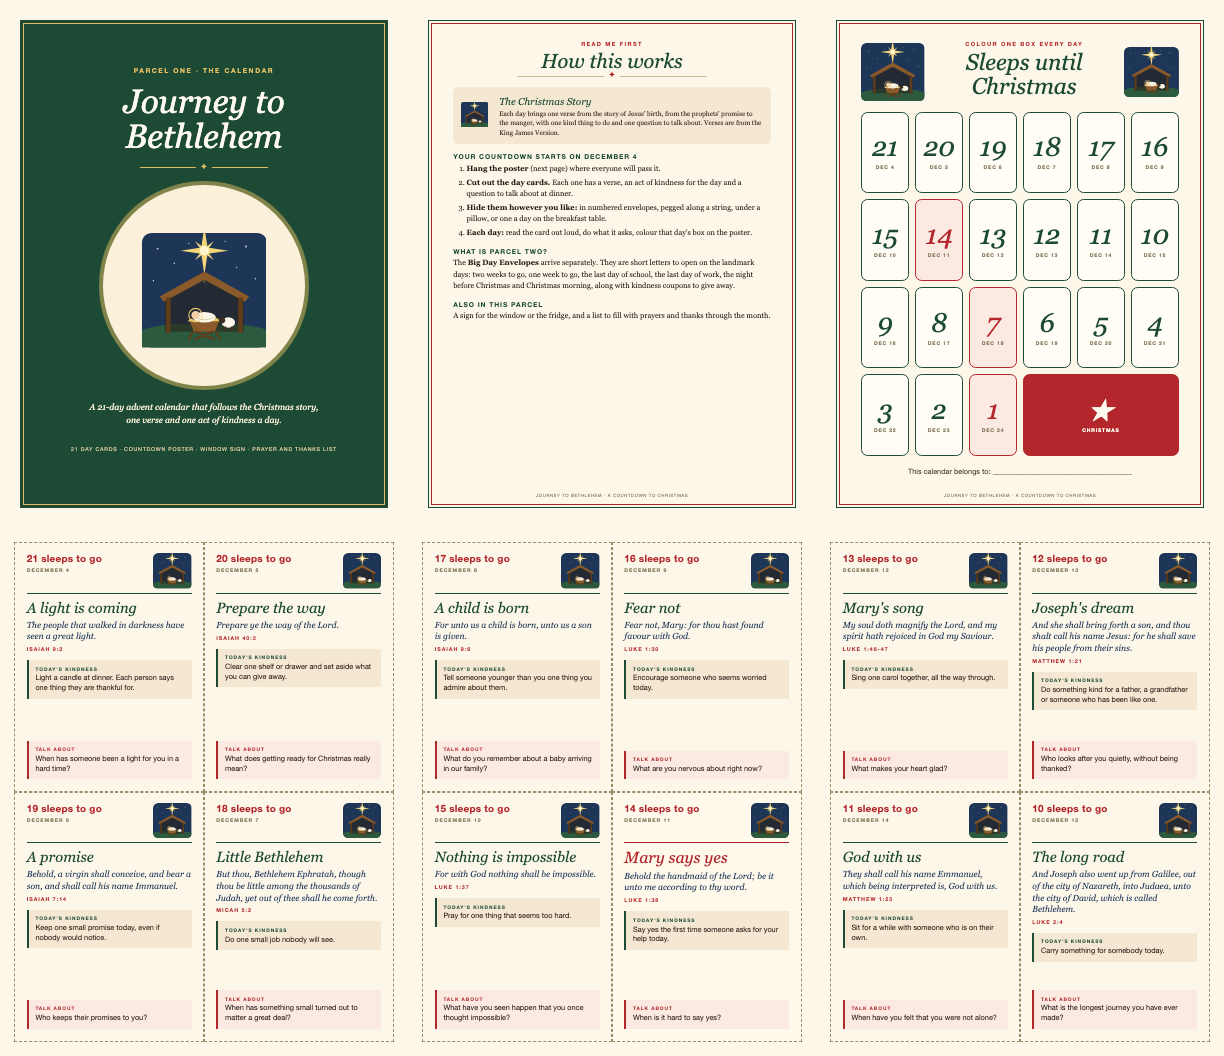 PARCEL ONE · THE CALENDAR
Journey to
Bethlehem
A 21-day advent calendar that follows the Christmas story,
one verse and one act of kindness a day.
21 DAY CARDS · COUNTDOWN POSTER · WINDOW SIGN · PRAYER AND THANKS LIST
READ ME FIRST
How this works
The Christmas Story
Each day brings one verse from the story of Jesus' birth, from the prophets' promise to
the manger, with one kind thing to do and one question to talk about. Verses are from the
King James Version.
YOUR COUNTDOWN STARTS ON DECEMBER 4
1. Hang the poster (next page) where everyone will pass it.
2. Cut out the day cards. Each one has a verse, an act of kindness for the day and a
question to talk about at dinner.
3. Hide them however you like: in numbered envelopes, pegged along a string, under a
pillow, or one a day on the breakfast table.
4. Each day: read the card out loud, do what it asks, colour that day's box on the poster.
WHAT IS PARCEL TWO?
The Big Day Envelopes arrive separately. They are short letters to open on the landmark
days: two weeks to go, one week to go, the last day of school, the last day of work, the night
before Christmas and Christmas morning, along with kindness coupons to give away.
ALSO IN THIS PARCEL
A sign for the window or the fridge, and a list to fill with prayers and thanks through the month.
JOURNEY TO BETHLEHEM · A COUNTDOWN TO CHRISTMAS
COLOUR ONE BOX EVERY DAY
Sleeps until
Christmas
21 20 19 18 17 16
DEC 4 DEC 5 DEC 6 DEC 7 DEC 8 DEC 9
15 14 13 12 11 10
DEC 10 DEC 11 DEC 12 DEC 13 DEC 14 DEC 15
9 8 7 6 5 4
DEC 16 DEC 17 DEC 18 DEC 19 DEC 20 DEC 21
3 2 1
DEC 22 DEC 23 DEC 24 CHRISTMAS
This calendar belongs to:
JOURNEY TO BETHLEHEM · A COUNTDOWN TO CHRISTMAS
21 sleeps to go
DECEMBER 4
A light is coming
The people that walked in darkness have
seen a great light.
ISAIAH 9:2
TODAY'S KINDNESS
Light a candle at dinner. Each person says
one thing they are thankful for.
TALK ABOUT
When has someone been a light for you in a
hard time?
20 sleeps to go
DECEMBER 5
Prepare the way
Prepare ye the way of the Lord.
ISAIAH 40:3
TODAY'S KINDNESS
Clear one shelf or drawer and set aside what
you can give away.
TALK ABOUT
What does getting ready for Christmas really
mean?
19 sleeps to go
DECEMBER 6
A promise
Behold, a virgin shall conceive, and bear a
son, and shall call his name Immanuel.
ISAIAH 7:14
TODAY'S KINDNESS
Keep one small promise today, even if
nobody would notice.
TALK ABOUT
Who keeps their promises to you?
18 sleeps to go
DECEMBER 7
Little Bethlehem
But thou, Bethlehem Ephratah, though
thou be little among the thousands of
Judah, yet out of thee shall he come forth.
MICAH 5:2
TODAY'S KINDNESS
Do one small job nobody will see.
TALK ABOUT
When has something small turned out to
matter a great deal?
17 sleeps to go
DECEMBER 8
A child is born
For unto us a child is born, unto us a son
is given.
ISAIAH 9:6
TODAY'S KINDNESS
Tell someone younger than you one thing you
admire about them.
TALK ABOUT
What do you remember about a baby arriving
in our family?
16 sleeps to go
DECEMBER 9
Fear not
Fear not, Mary: for thou hast found
favour with God.
LUKE 1:30
TODAY'S KINDNESS
Encourage someone who seems worried
today.
TALK ABOUT
What are you nervous about right now?
15 sleeps to go
DECEMBER 10
Nothing is impossible
For with God nothing shall be impossible.
LUKE 1:37
TODAY'S KINDNESS
Pray for one thing that seems too hard.
TALK ABOUT
What have you seen happen that you once
thought impossible?
14 sleeps to go
DECEMBER 11
Mary says yes
Behold the handmaid of the Lord; be it
unto me according to thy word.
LUKE 1:38
TODAY'S KINDNESS
Say yes the first time someone asks for your
help today.
TALK ABOUT
When is it hard to say yes?
13 sleeps to go
DECEMBER 12
Mary's song
My soul doth magnify the Lord, and my
spirit hath rejoiced in God my Saviour.
LUKE 1:46-47
TODAY'S KINDNESS
Sing one carol together, all the way through.
TALK ABOUT
What makes your heart glad?
12 sleeps to go
DECEMBER 13
Joseph's dream
And she shall bring forth a son, and thou
shalt call his name Jesus: for he shall save
his people from their sins.
MATTHEW 1:21
TODAY'S KINDNESS
Do something kind for a father, a grandfather
or someone who has been like one.
TALK ABOUT
Who looks after you quietly, without being
thanked?
11 sleeps to go
DECEMBER 14
God with us
They shall call his name Emmanuel,
which being interpreted is, God with us.
MATTHEW 1:23
TODAY'S KINDNESS
Sit for a while with someone who is on their
own.
TALK ABOUT
When have you felt that you were not alone?
10 sleeps to go
DECEMBER 15
The long road
And Joseph also went up from Galilee, out
of the city of Nazareth, into Judaea, unto
the city of David, which is called
Bethlehem.
LUKE 2:4
TODAY'S KINDNESS
Carry something for somebody today.
TALK ABOUT
What is the longest journey you have ever
made?